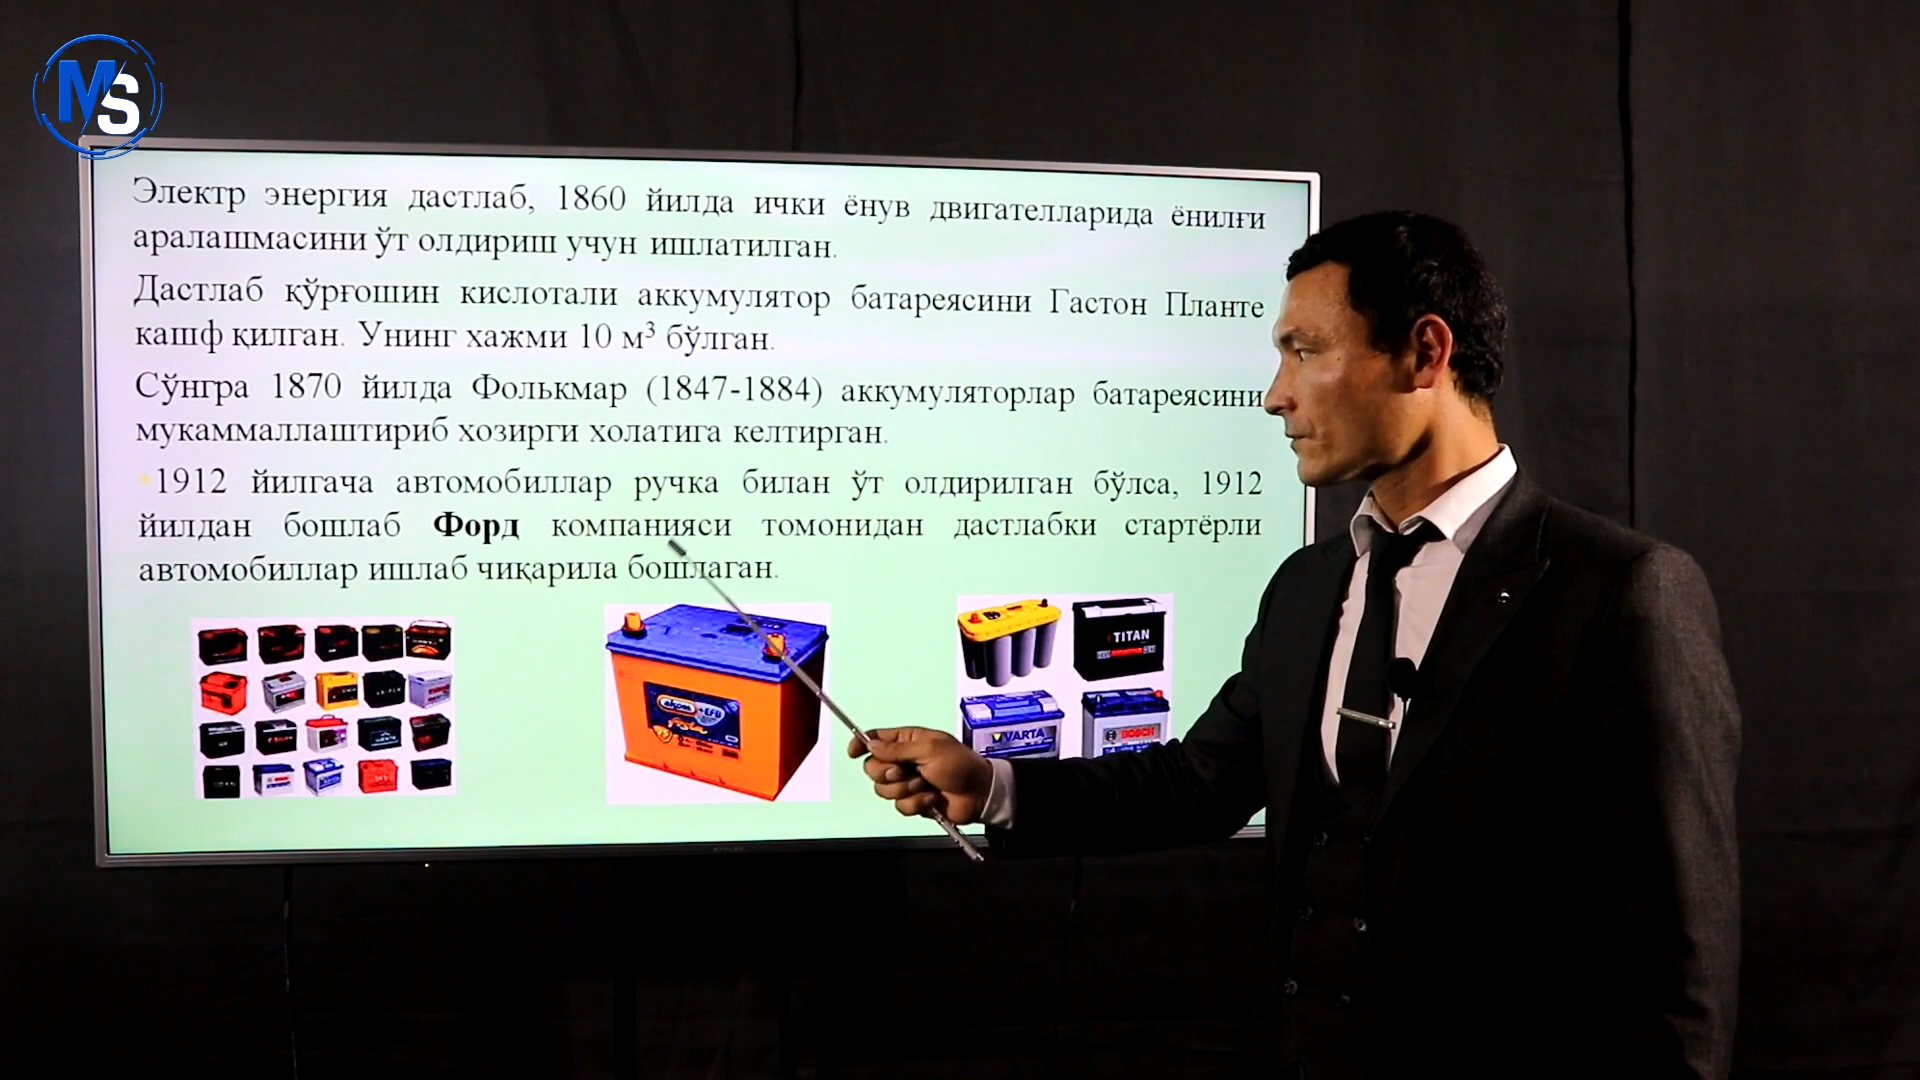 MS
Электр энергия дастлаб, 1860 йилда ички ёнув двигателларида ёнилғи
аралашмасини ўт олдириш учун ишлатилган.
Дастлаб қўрғошин кислотали аккумулятор батареясини Гастон Планте
кашф қилган. Унинг хажми 10 м³ бўлган.
Сўнгра 1870 йилда Фолькмар (1847-1884) аккумуляторлар батареясини
мукаммаллаштириб хозирги холатига келтирган.
1912 йилгача автомобиллар ручка билан ўт олдирилган бўлса, 1912
йилдан бошлаб Форд компанияси томонидан дастлабки стартёрли
автомобиллар ишлаб чиқарила бошлаган.
TITAN
VARTA
BOSCH